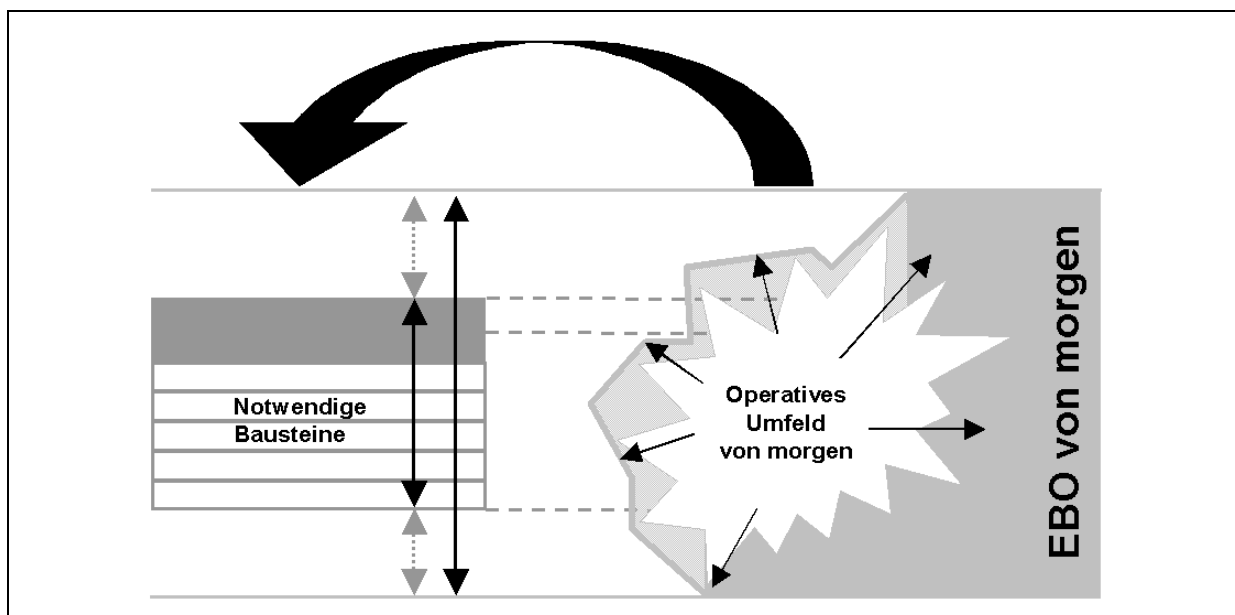 Notwendige
Bausteine
Operatives
Umfeld
von morgen
EBO von morgen